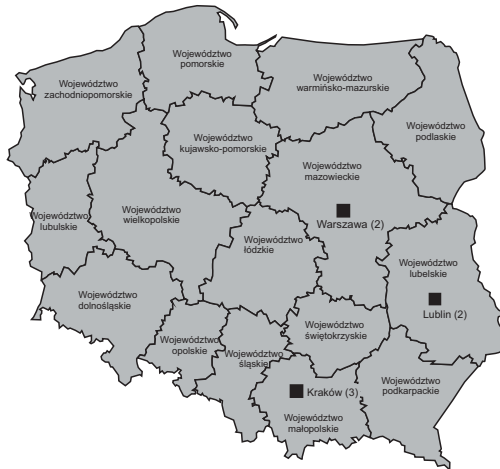 Województwo
zachodniopomorskie
Województwo
pomorskie
Województwo
warmińsko-mazurskie
Województwo
podlaskie
Województwo
kujawsko-pomorskie
Województwo
mazowieckie
Województwo
lubulskie
Województwo
wielkopolskie
Warszawa (2)
Województwo
łódzkie
Województwo
lubelskie
Lublin (2)
Województwo
dolnośląskie
Województwo
opolskie
Województwo
śląskie
Województwo
świętokrzyskie
Województwo
podkarpackie
Kraków (3)
Województwo
małopolskie